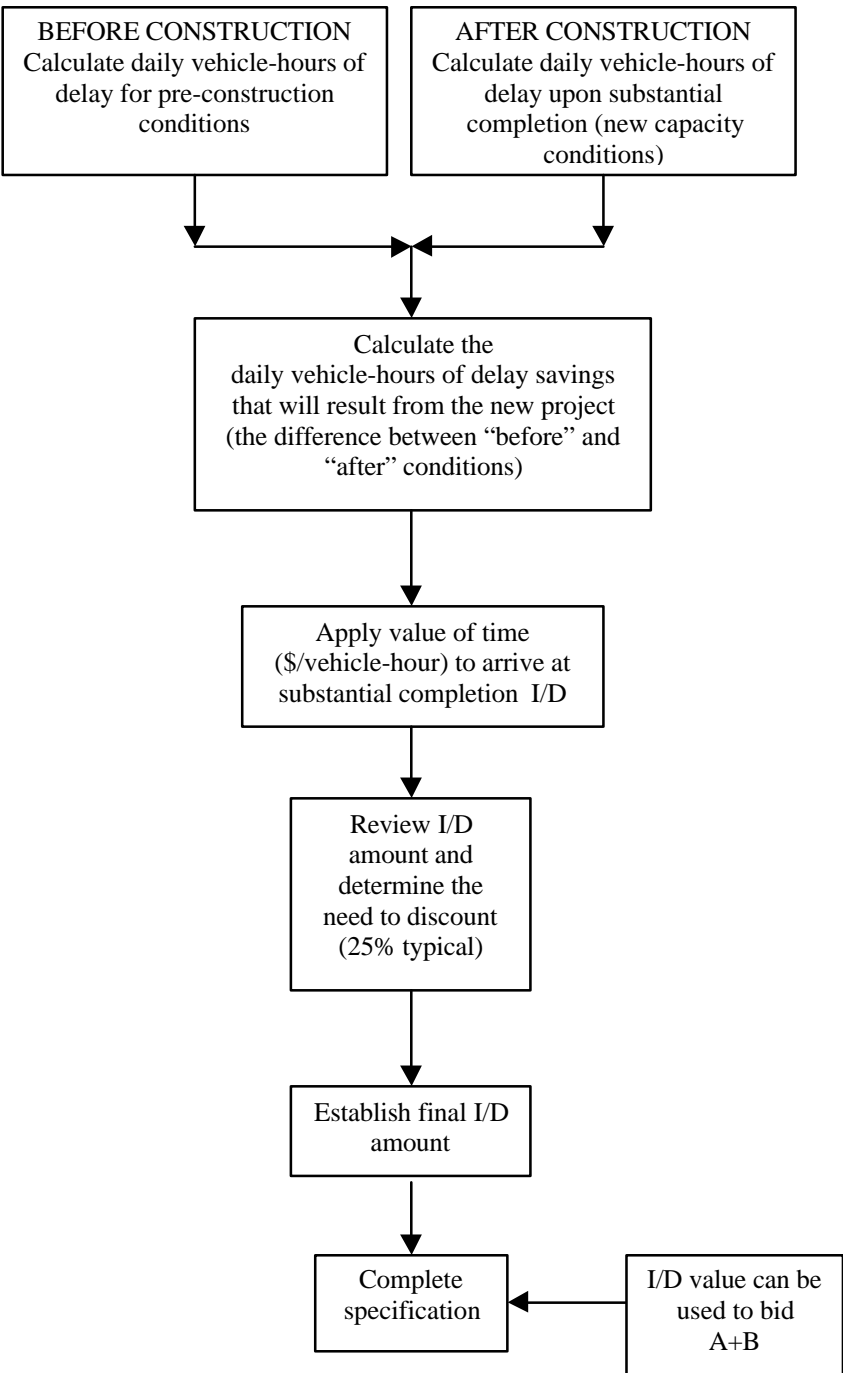 BEFORE CONSTRUCTION
Calculate daily vehicle-hours of
delay for pre-construction
conditions
AFTER CONSTRUCTION
Calculate daily vehicle-hours of
delay upon substantial
completion (new capacity
conditions)
Calculate the
daily vehicle-hours of delay savings
that will result from the new project
(the difference between “before” and
“after” conditions)
Apply value of time
($/vehicle-hour) to arrive at
substantial completion I/D
Review I/D
amount and
determine the
need to discount
(25% typical)
Establish final I/D
amount
Complete
specification
I/D value can be
used to bid
A+B